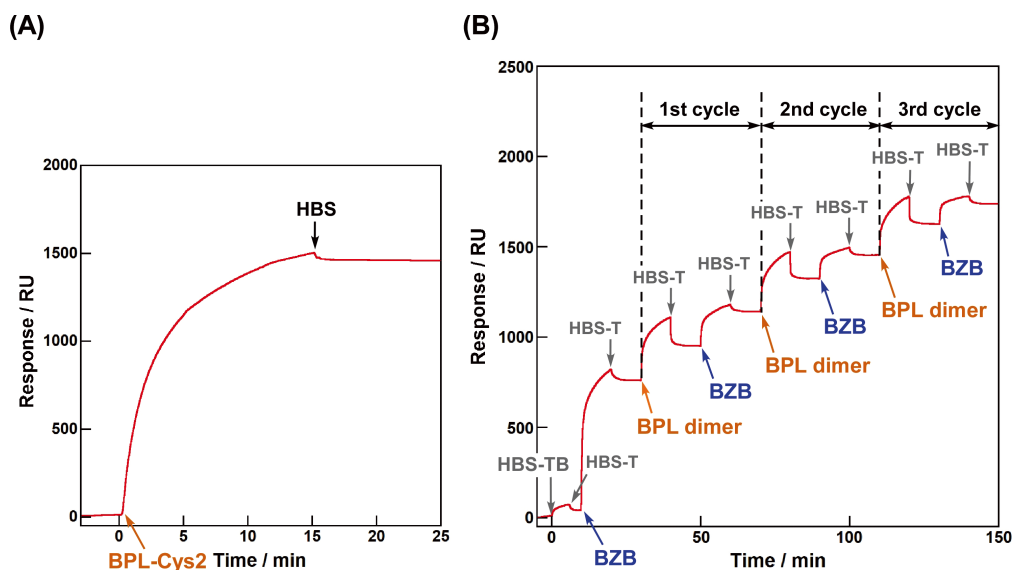 (A)
2000
1500
1000
500
0
0
5
10
15
20
25
Response / RU
Time / min
HBS
BPL-Cys2
(B)
2500
2000
1500
1000
500
0
0
50
100
150
Response / RU
Time / min
1st cycle
2nd cycle
3rd cycle
HBS-TB
HBS-T
BZB
HBS-T
BPL dimer
HBS-T
BZB
HBS-T
BPL dimer
HBS-T
BZB
HBS-T
BPL dimer
HBS-T
BZB
HBS-T